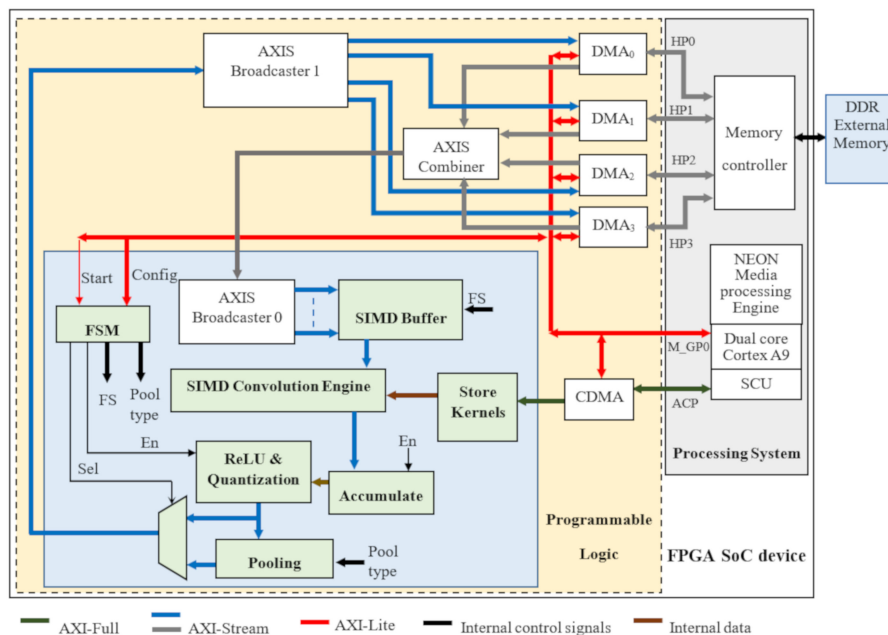 AXIS
Broadcaster 1
DMA0
HP0
DMA1
HP1
AXIS
Combiner
DMA2
HP2
DMA3
HP3
Memory
controller
DDR
External
Memory
Start
Config
AXIS
Broadcaster 0
SIMD Buffer
FS
FSM
FS
Pool
type
NEON
Media
processing
Engine
M_GP0
Dual core
Cortex A9
SCU
ACP
SIMD Convolution Engine
Store
Kernels
CDMA
En
Sel
ReLU &
Quantization
En
Accumulate
Pooling
Pool
type
Processing System
Programmable
Logic
FPGA SoC device
AXI-Full
AXI-Stream
AXI-Lite
Internal control signals
Internal data